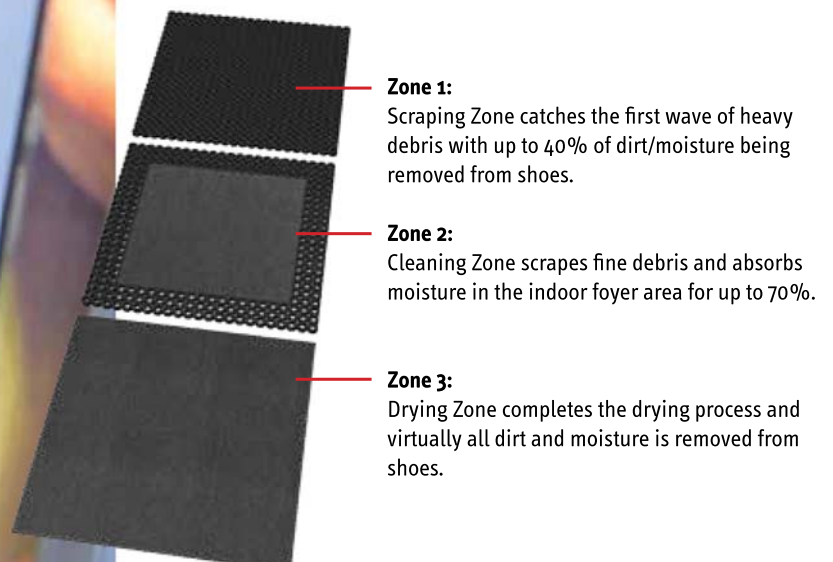 Zone 1:
Scraping Zone catches the first wave of heavy
debris with up to 40% of dirt/moisture being
removed from shoes.
Zone 2:
Cleaning Zone scrapes fine debris and absorbs
moisture in the indoor foyer area for up to 70%.
Zone 3:
Drying Zone completes the drying process and
virtually all dirt and moisture is removed from
shoes.